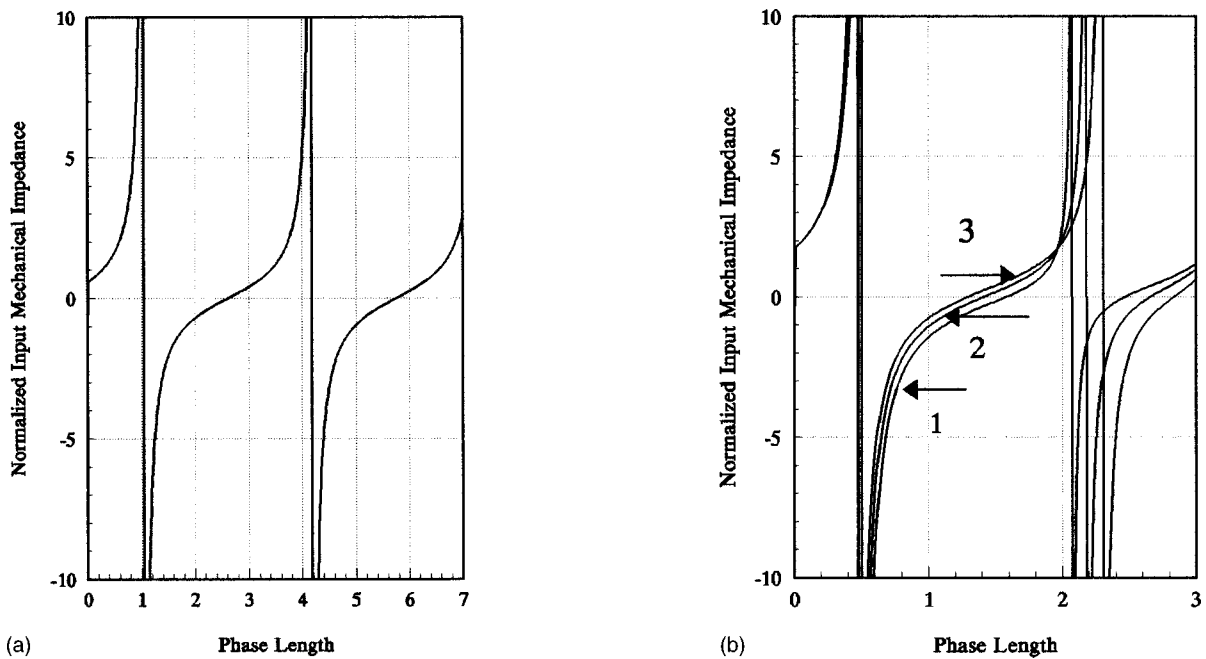 10
5
0
-5
-10
0 1 2 3 4 5 6 7
Normalized Input Mechanical Impedance
Phase Length
(a)
10
5
0
-5
-10
0 1 2 3
Normalized Input Mechanical Impedance
3
2
1
Phase Length
(b)